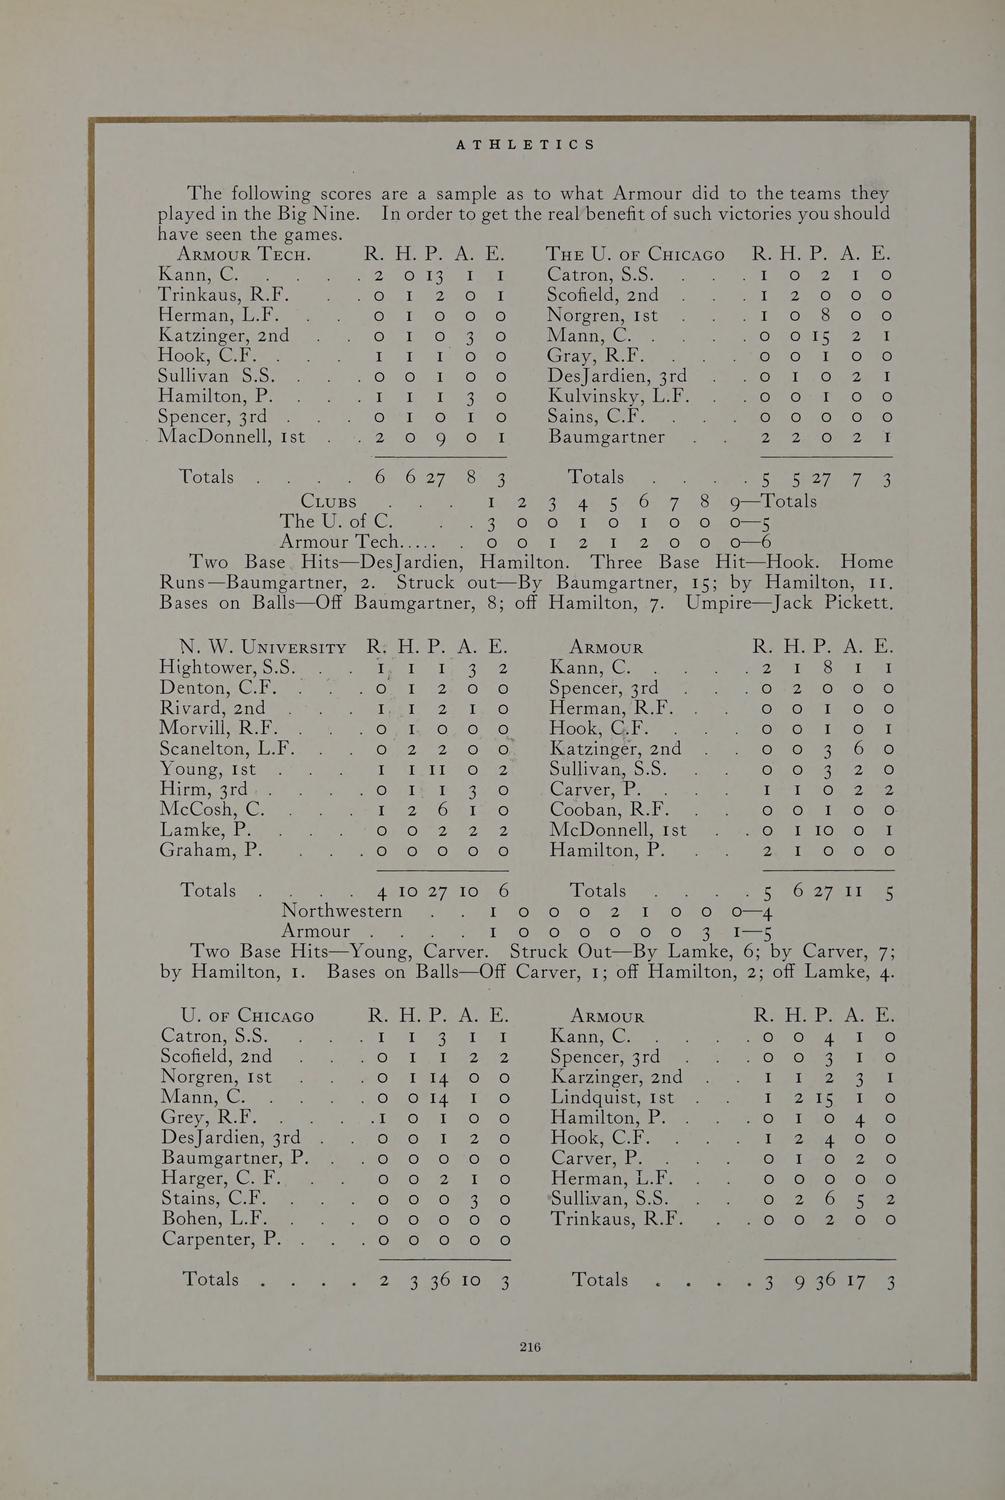 ATHLETICS
The following scores are a sample as to what Armour did to the teams they
played in the Big Nine. In order to get the real benefit of such victories you should
have seen the games.
ARMOUR TECH. R. H. P. A. E. THE U. OF CHICAGO R. H. P. A. E.
Kann, C. . . . . 2 0 13 1 1 Catron, S.S. . . . 1 0 2 1 0
Trinkaus, R.F. . . 0 1 2 0 1 Scofield, 2nd . . . 1 2 0 0 0
Herman, L.F. . . 0 1 0 0 0 Norgren, 1st . . . 1 0 8 0 0
Katzinger, 2nd . . 0 1 0 3 0 Mann, C. . . . . 0 0 15 2 1
Hook, C.F. . . . 1 1 1 0 0 Gray, R.F. . . . . 0 0 1 0 0
Sullivan S.S. . . . 0 0 1 0 0 DesJardien, 3rd . . 0 1 0 2 1
Hamilton, P. . . . 1 1 1 3 0 Kulvinsky, L.F. . . 0 0 1 0 0
Spencer, 3rd . . . 0 1 0 1 0 Sains, C.F. . . . 0 0 0 0 0
MacDonnell, 1st . . 2 0 9 0 1 Baumgartner . . 2 2 0 2 1
Totals . . . . 6 6 27 8 3 Totals . . . . 5 5 27 7 3
CLUBS . . . 1 2 3 4 5 6 7 8 9—Totals
The U. of C. . . 3 0 0 1 0 1 0 0 0—5
Armour Tech..... . 0 0 1 2 1 2 0 0 0—6
Two Base Hits—DesJardien, Hamilton. Three Base Hit—Hook. Home
Runs—Baumgartner, 2. Struck out—By Baumgartner, 15; by Hamilton, 11.
Bases on Balls—Off Baumgartner, 8; off Hamilton, 7. Umpire—Jack Pickett.
N. W. UNIVERSITY R. H. P. A. E. ARMOUR R. H. P. A. E.
Hightower, S.S. . . 1 1 1 3 2 Kann, C. . . . . 2 1 8 1 1
Denton, C.F. . . . 0 1 2 0 0 Spencer, 3rd . . . 0 2 0 0 0
Rivard, 2nd . . . 1 1 2 1 0 Herman, R.F. . . 0 0 1 0 0
Morvill, R.F. . . . 0 1 0 0 0 Hook, C.F. . . . 0 0 1 0 1
Scanelton, L.F. . . 0 2 2 0 0 Katzinger, 2nd . . 0 0 3 6 0
Young, 1st . . . 1 1 11 0 2 Sullivan, S.S. . . 0 0 3 2 0
Hirm, 3rd . . . . 0 1 1 3 0 Carver, P. . . . 1 1 0 2 2
McCosh, C. . . . 1 2 6 1 0 Cooban, R.F. . . 0 0 1 0 0
Lamke, P. . . . 0 0 2 2 2 McDonnell, 1st . . 0 1 10 0 1
Graham, P. . . . 0 0 0 0 0 Hamilton, P. . . 2 1 0 0 0
Totals . . . . 4 10 27 10 6 Totals . . . . 5 6 27 11 5
Northwestern . . 1 0 0 0 2 1 0 0 0—4
Armour . . . . 1 0 0 0 0 0 0 3 1—5
Two Base Hits—Young, Carver. Struck Out—By Lamke, 6; by Carver, 7;
by Hamilton, 1. Bases on Balls—Off Carver, 1; off Hamilton, 2; off Lamke, 4.
U. OF CHICAGO R. H. P. A. E. ARMOUR R. H. P. A. E.
Catron, S.S. . . . 1 1 3 1 1 Kann, C. . . . . 0 0 4 1 0
Scofield, 2nd . . . 0 1 1 2 2 Spencer, 3rd . . . 0 0 3 1 0
Norgren, 1st . . . 0 1 14 0 0 Karzinger, 2nd . . 1 1 2 3 1
Mann, C. . . . . 0 0 14 1 0 Lindquist, 1st . . 1 2 15 1 0
Grey, R.F. . . . . 1 0 1 0 0 Hamilton, P. . . . 0 1 0 4 0
DesJardien, 3rd . . 0 0 1 2 0 Hook, C.F. . . . 1 2 4 0 0
Baumgartner, P. . . 0 0 0 0 0 Carver, P. . . . 0 1 0 2 0
Harger, C. F. . . 0 0 2 1 0 Herman, L.F. . . 0 0 0 0 0
Stains, C.F. . . . 0 0 0 3 0 Sullivan, S.S. . . 0 2 6 5 2
Bohen, L.F. . . . 0 0 0 0 0 Trinkaus, R.F. . . 0 0 2 0 0
Carpenter, P. . . . 0 0 0 0 0
Totals . . . . 2 3 36 10 3 Totals . . . . 3 9 36 17 3
216